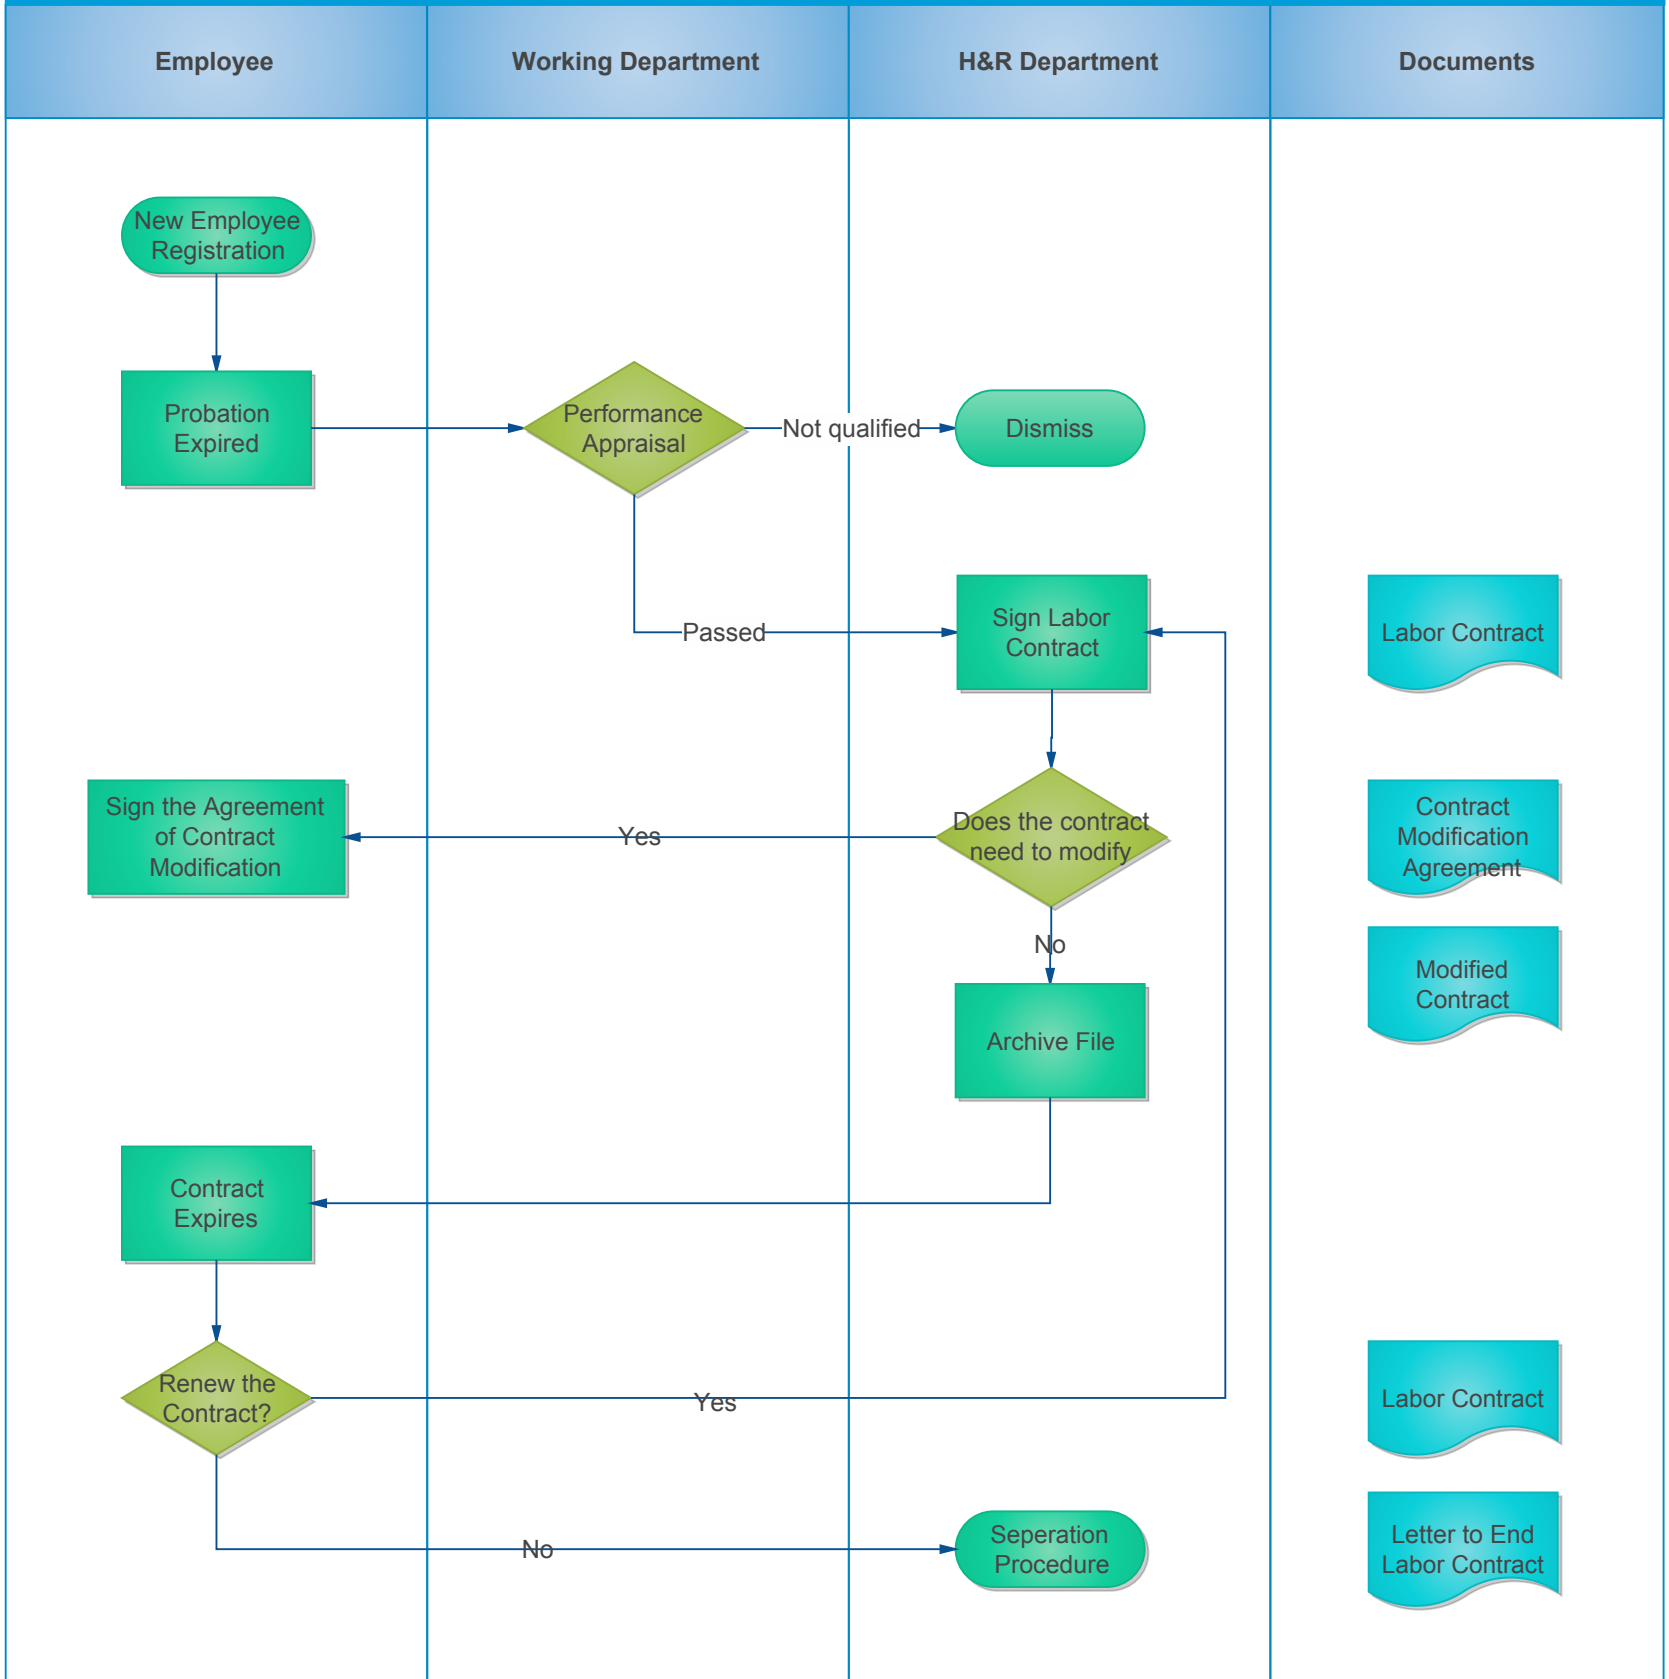 Employee
Working Department
H&R Department
Documents
New Employee
Registration
Probation
Expired
Performance
Appraisal
Not qualified
Dismiss
Passed
Sign Labor
Contract
Labor Contract
Sign the Agreement
of Contract
Modification
Yes
Does the contract
need to modify
Contract
Modification
Agreement
No
Modified
Contract
Archive File
Contract
Expires
Renew the
Contract?
Yes
Labor Contract
No
Seperation
Procedure
Letter to End
Labor Contract